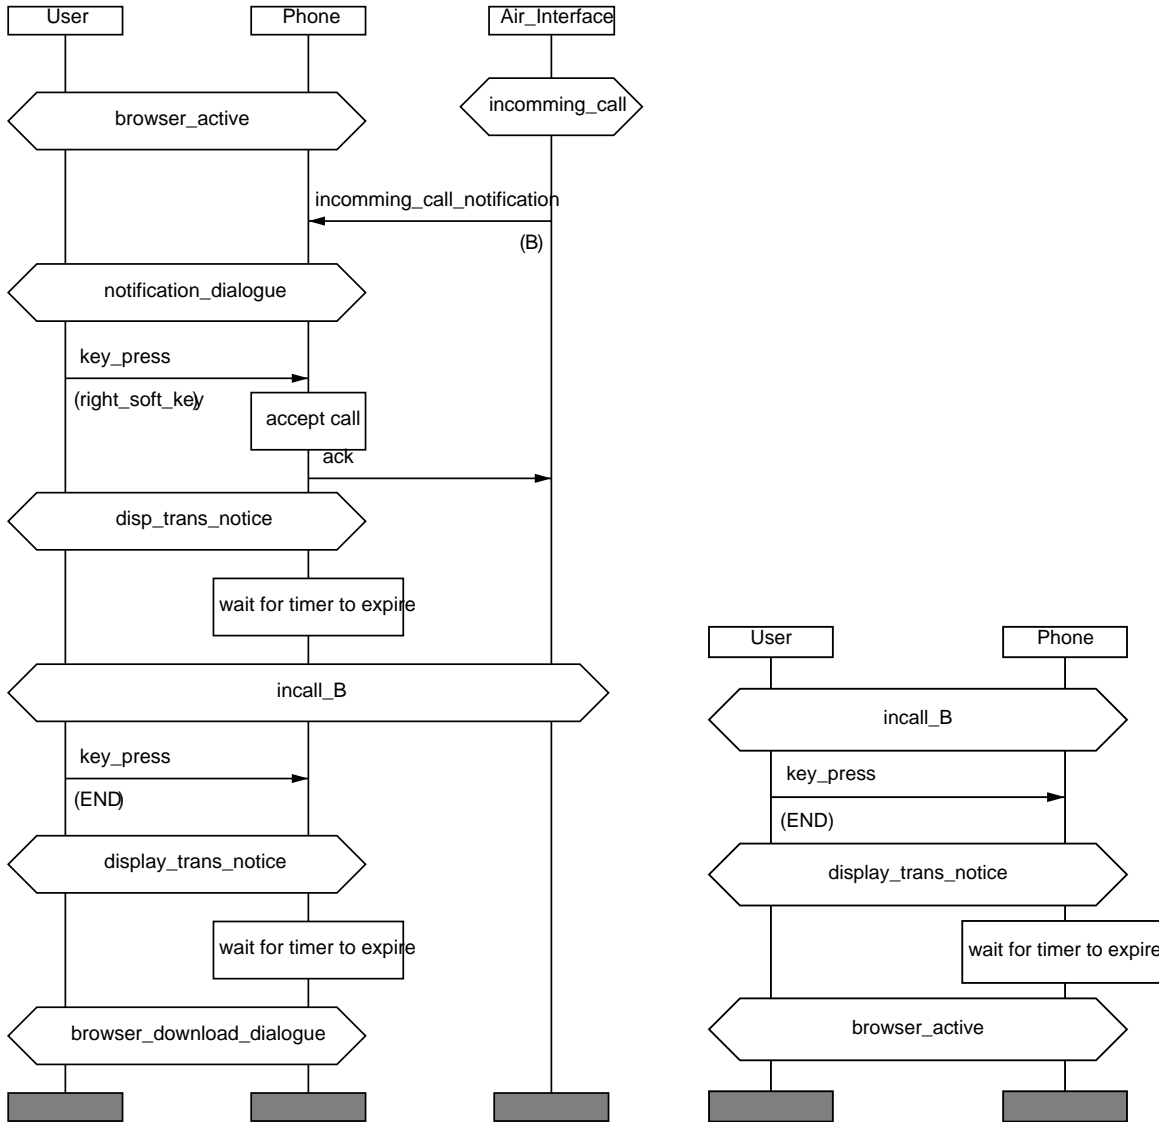 User
Phone
Air_Interface
incomming_call
browser_active
incomming_call_notification
(B)
notification_dialogue
key_press
(right_soft_key)
accept call
ack
disp_trans_notice
wait for timer to expire
incall_B
key_press
(END)
display_trans_notice
wait for timer to expire
browser_download_dialogue
User
Phone
incall_B
key_press
(END)
display_trans_notice
wait for timer to expire
browser_active